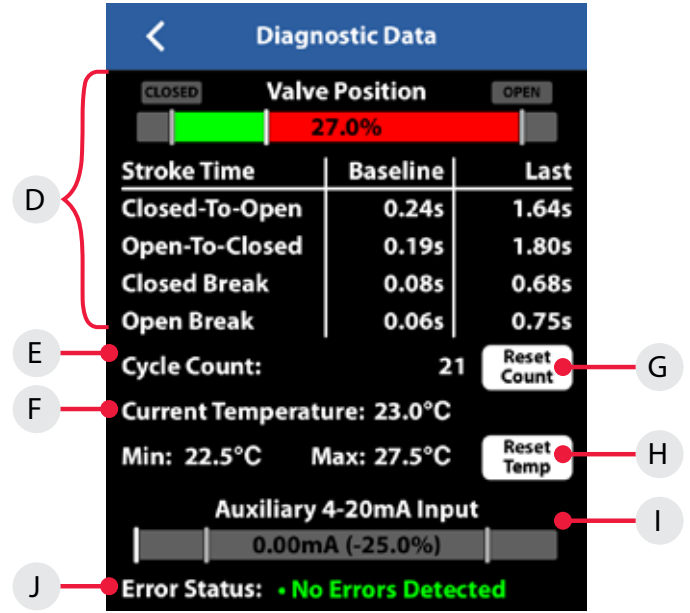 Diagnostic Data
CLOSED Valve Position OPEN
27.0%
Stroke Time Baseline Last
D Closed-To-Open 0.24s 1.64s
Open-To-Closed 0.19s 1.80s
Closed Break 0.08s 0.68s
Open Break 0.06s 0.75s
E Cycle Count: 21 Reset Count G
F Current Temperature: 23.0°C
Min: 22.5°C Max: 27.5°C Reset Temp H
Auxiliary 4-20mA Input I
0.00mA (-25.0%)
J Error Status: • No Errors Detected